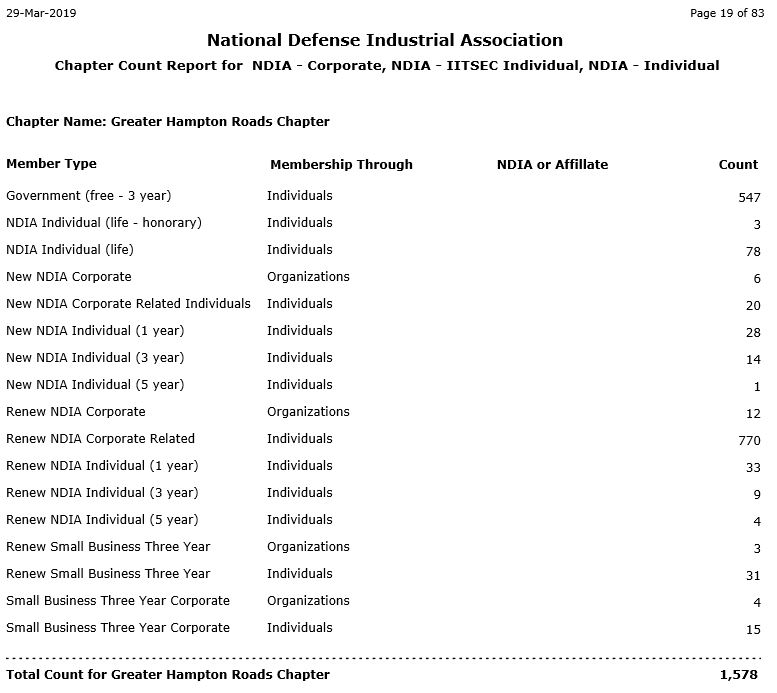 29-Mar-2019 Page 19 of 83
National Defense Industrial Association
Chapter Count Report for NDIA - Corporate, NDIA - IITSEC Individual, NDIA - Individual
Chapter Name: Greater Hampton Roads Chapter
Member Type Membership Through NDIA or Affillate Count
Government (free - 3 year) Individuals 547
NDIA Individual (life - honorary) Individuals 3
NDIA Individual (life) Individuals 78
New NDIA Corporate Organizations 6
New NDIA Corporate Related Individuals Individuals 20
New NDIA Individual (1 year) Individuals 28
New NDIA Individual (3 year) Individuals 14
New NDIA Individual (5 year) Individuals 1
Renew NDIA Corporate Organizations 12
Renew NDIA Corporate Related Individuals 770
Renew NDIA Individual (1 year) Individuals 33
Renew NDIA Individual (3 year) Individuals 9
Renew NDIA Individual (5 year) Individuals 4
Renew Small Business Three Year Organizations 3
Renew Small Business Three Year Individuals 31
Small Business Three Year Corporate Organizations 4
Small Business Three Year Corporate Individuals 15
Total Count for Greater Hampton Roads Chapter 1,578